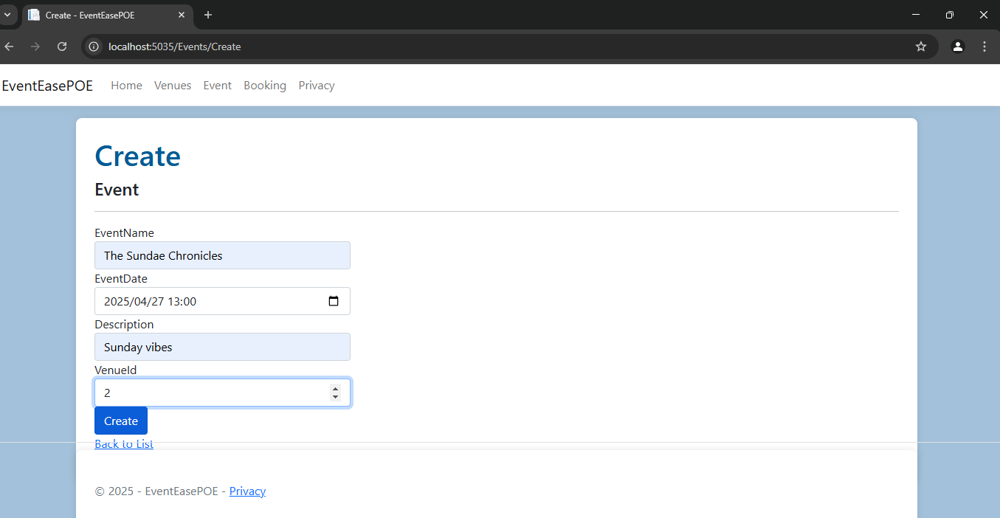 Create - EventEasePOE
localhost:5035/Events/Create
EventEasePOE Home Venues Event Booking Privacy
Create
Event
EventName
The Sundae Chronicles
EventDate
2025/04/27 13:00
Description
Sunday vibes
VenueId
2
Create
Back to List
© 2025 - EventEasePOE - Privacy